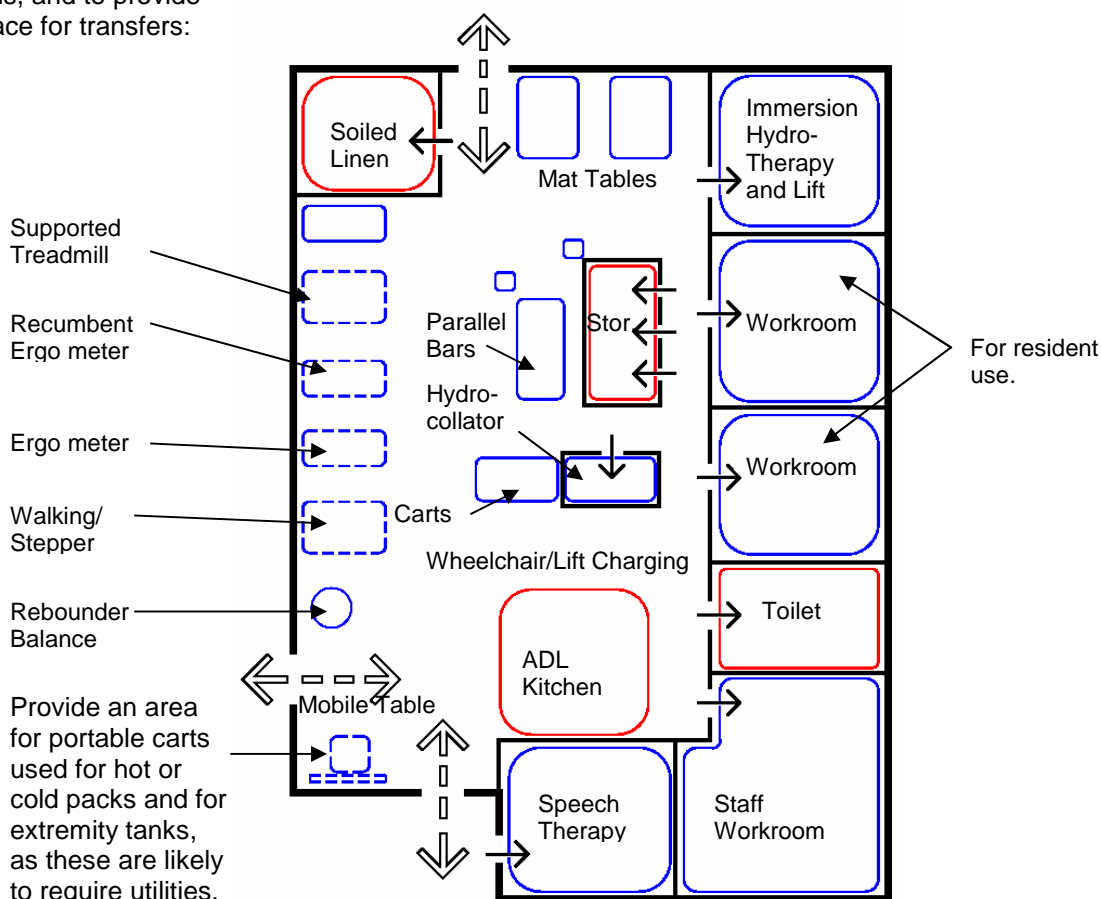 ace for transfers:
Soiled
Linen
Mat Tables
Immersion
Hydro-
Therapy
and Lift
Supported
Treadmill
Recumbent
Ergo meter
Ergo meter
Walking/
Stepper
Rebounder
Balance
Provide an area
for portable carts
used for hot or
cold packs and for
extremity tanks,
as these are likely
to require utilities.
Parallel
Bars
Stor.
Hydro-
collator
Carts
Wheelchair/Lift Charging
Workroom
Workroom
For resident
use.
Toilet
ADL
Kitchen
Mobile Table
Speech
Therapy
Staff
Workroom